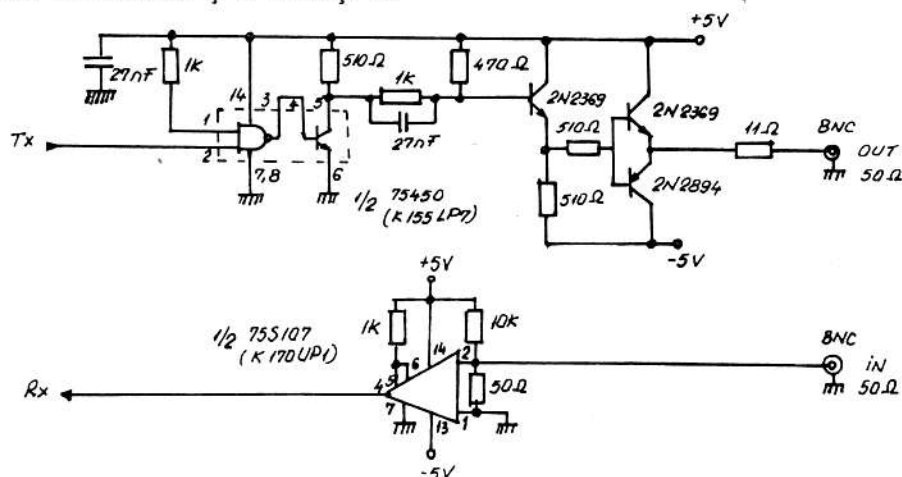 +5V
27nF
1K
510Ω
1K
470Ω
27nF
2N2369
2N2369
510Ω
510Ω
2N2894
11Ω
BNC
OUT
50Ω
-5V
14
3
4
5
1
2
7,8
6
Tx
1/2 75450
(K155LP7)
+5V
1/2 75S107
(K170UP1)
1K
10K
14
2
6
5
4
7
13
1
50Ω
BNC
iN
50Ω
Rx
-5V